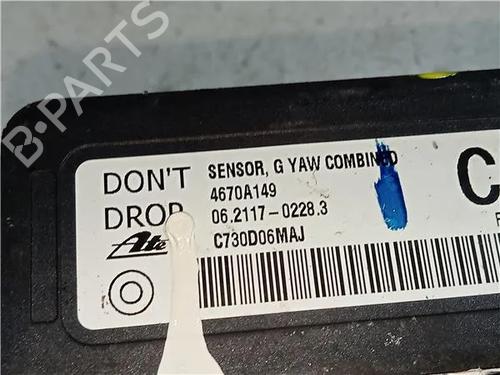 B-PARTS
DON'T
DROP
Ate
SENSOR, G YAW COMBINED
4670A149
06.2117-0228.3
C730D06MAJ
C